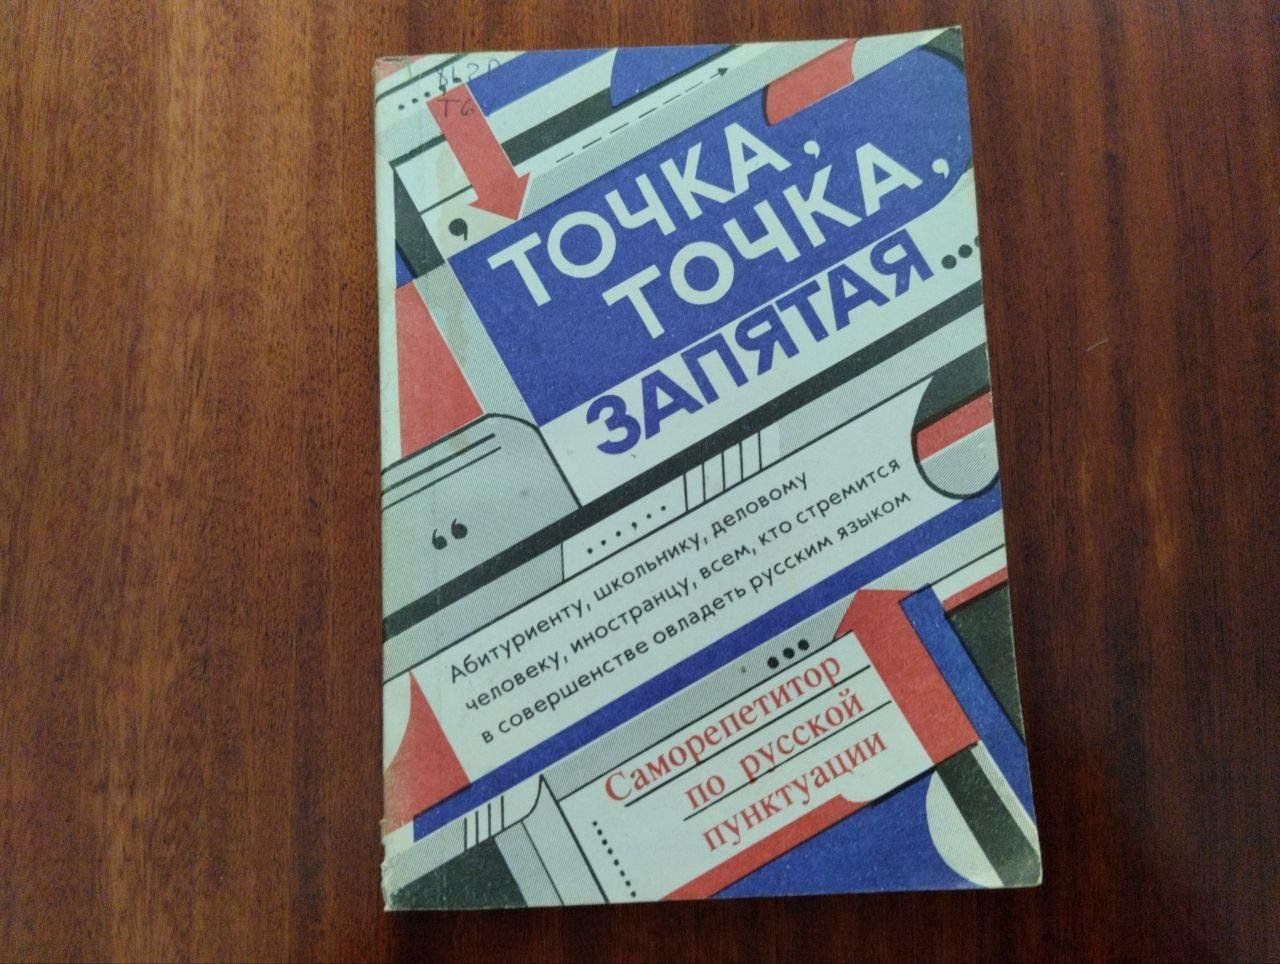 ТОЧКА,
ТОЧКА,
ЗАПЯТАЯ...
Абитуриенту, школьнику, деловому
человеку, иностранцу, всем, кто стремится
в совершенстве овладеть русским языком
Саморепетитор
по русской
пунктуации